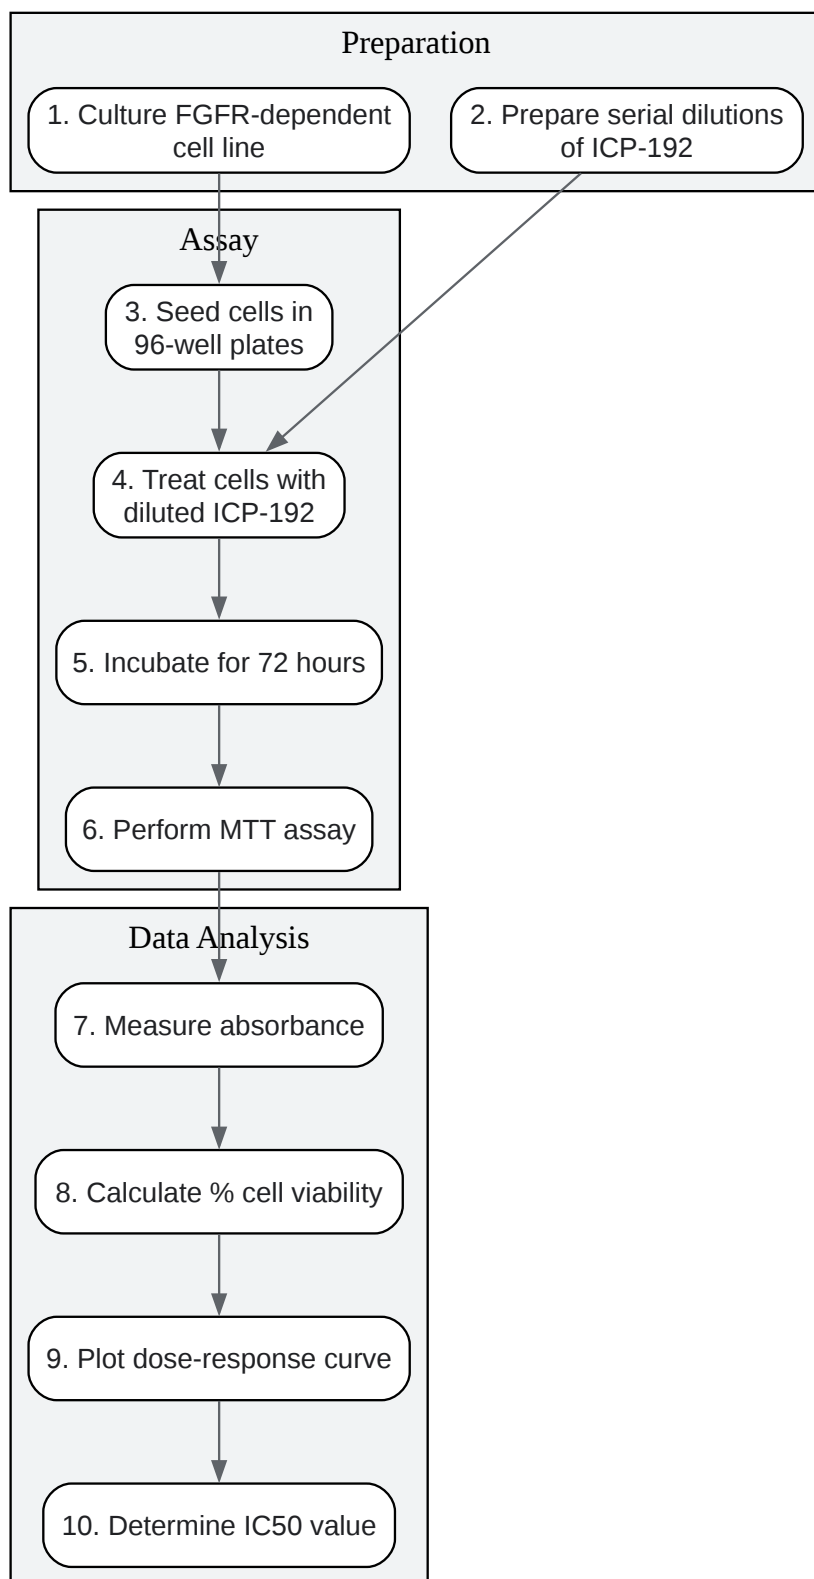 Preparation
1. Culture FGFR-dependent
cell line
2. Prepare serial dilutions
of ICP-192
Assay
3. Seed cells in
96-well plates
4. Treat cells with
diluted ICP-192
5. Incubate for 72 hours
6. Perform MTT assay
Data Analysis
7. Measure absorbance
8. Calculate % cell viability
9. Plot dose-response curve
10. Determine IC50 value